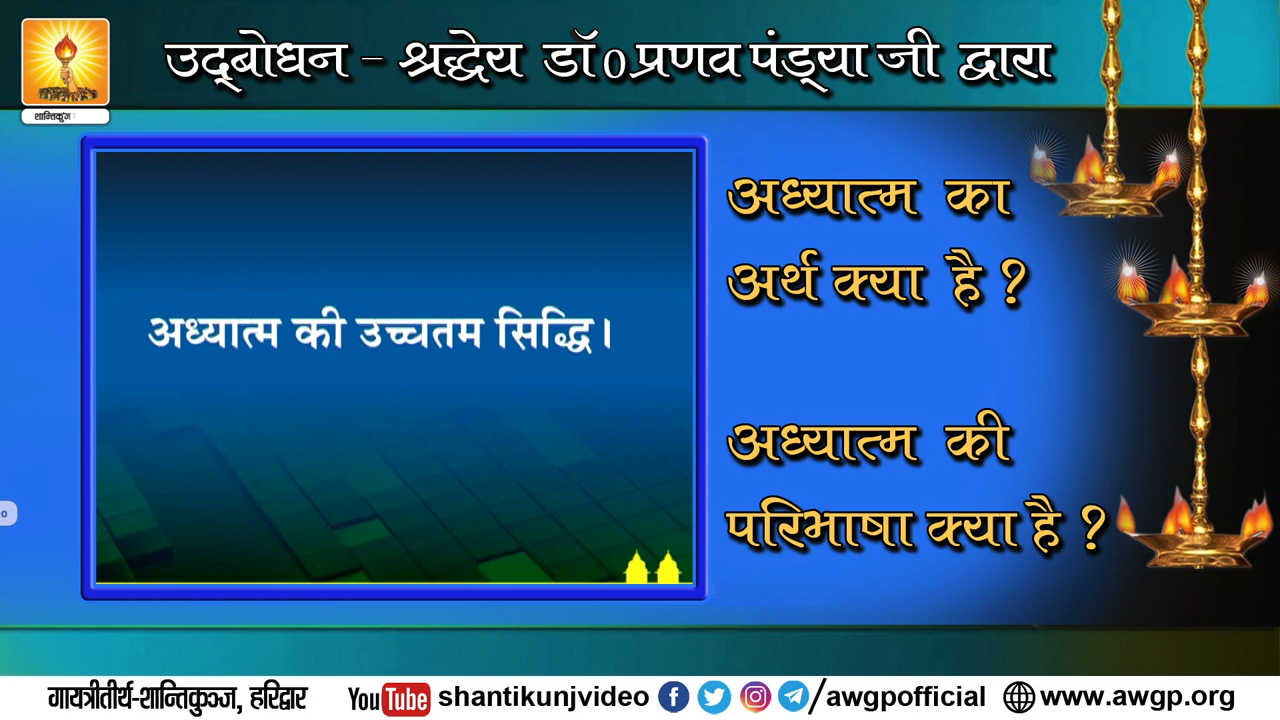 उद्‌बोधन - श्रद्धेय डॉ0 प्रणव पंड्या जी द्वारा
शान्तिकुंज
अध्यात्म की उच्चतम सिद्धि।
अध्यात्म का
अर्थ क्या है ?
अध्यात्म की
परिभाषा क्या है ?
गायत्रीतीर्थ-शान्तिकुञ्ज, हरिद्वार YouTube shantikunjvideo /awgpofficial www.awgp.org